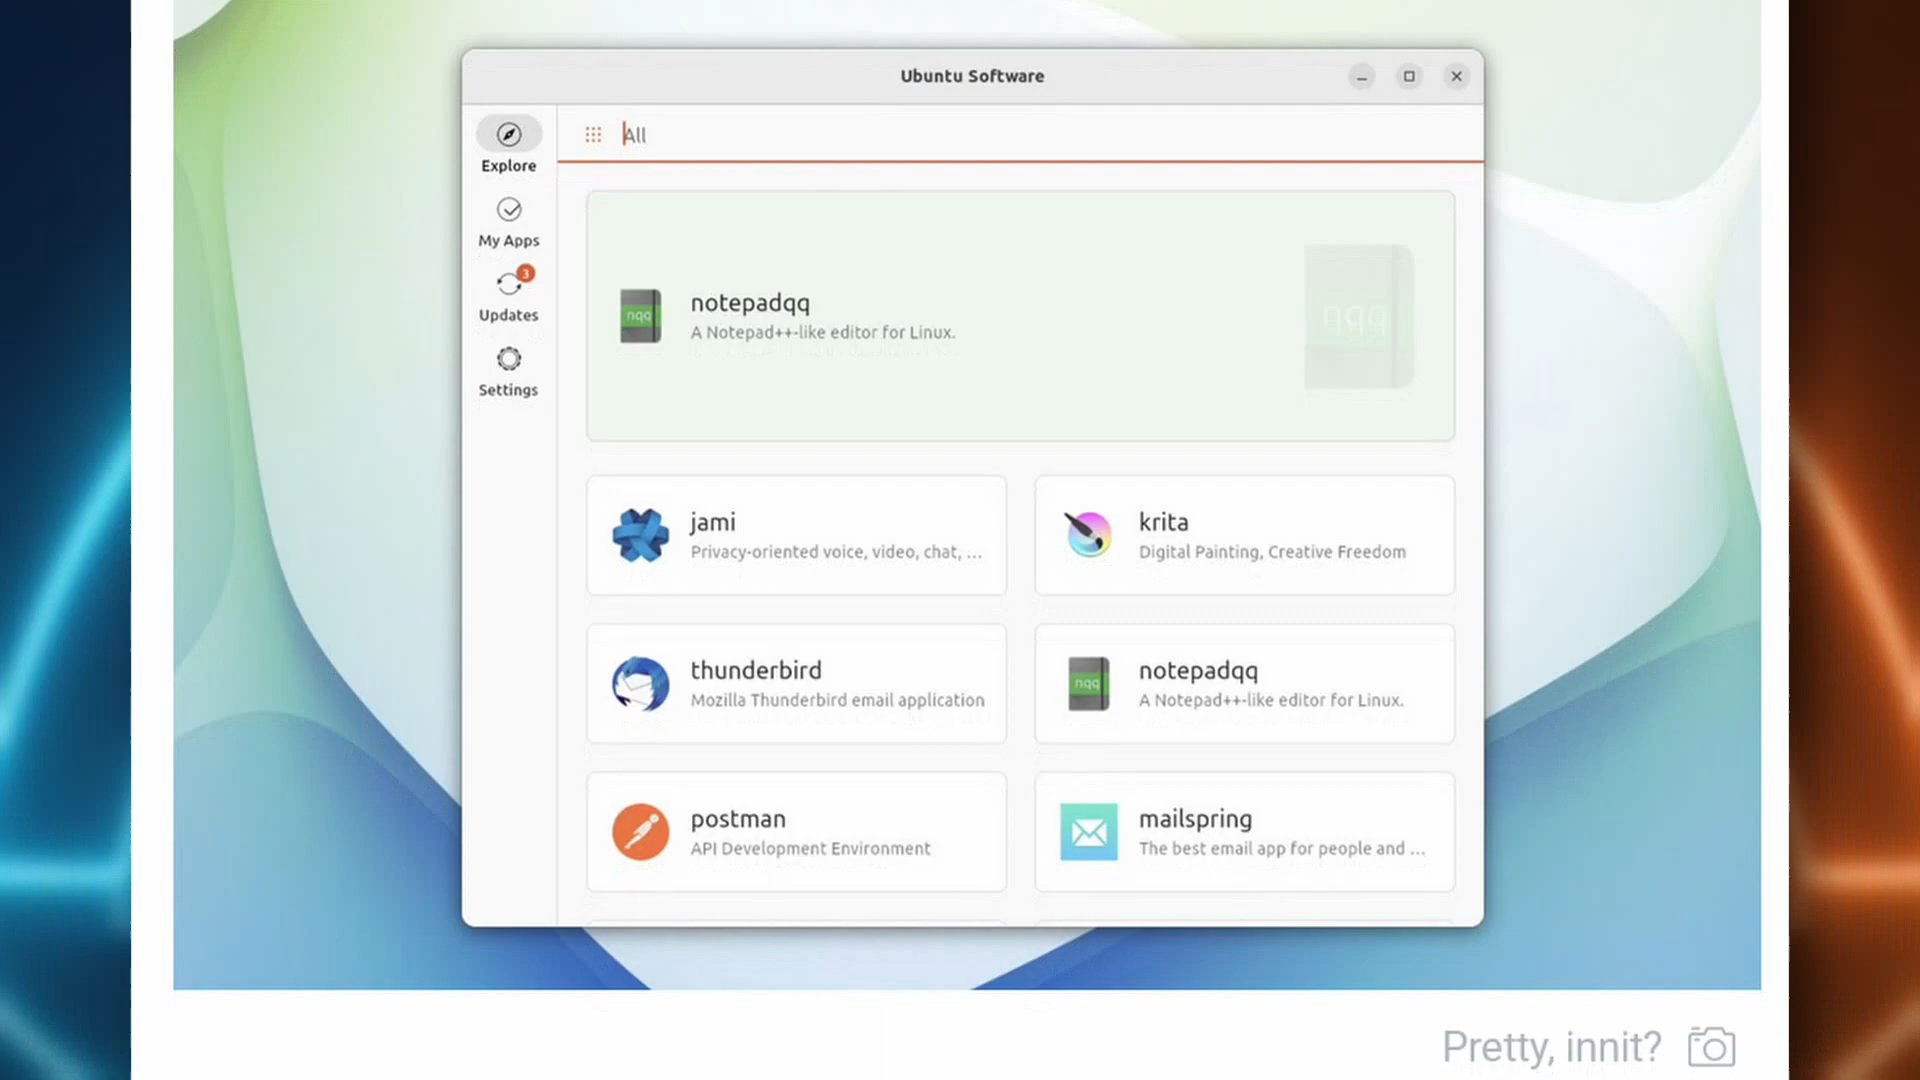 Ubuntu Software
All
Explore
My Apps
3
Updates
Settings
nqq
notepadqq
A Notepad++-like editor for Linux.
nqq
jami
Privacy-oriented voice, video, chat, ...
krita
Digital Painting, Creative Freedom
thunderbird
Mozilla Thunderbird email application
nqq
notepadqq
A Notepad++-like editor for Linux.
postman
API Development Environment
mailspring
The best email app for people and ...
Pretty, innit?